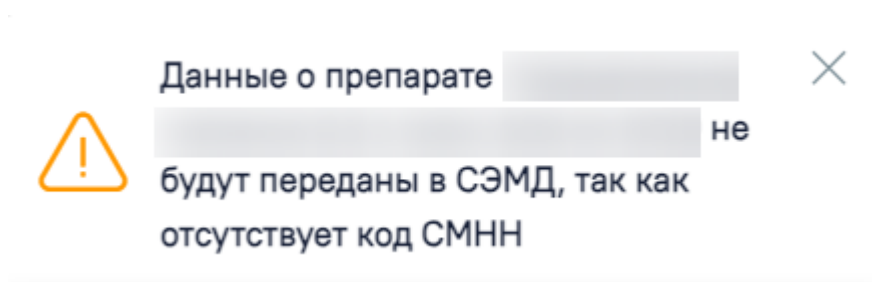 Данные о препарате
не
будут переданы в СЭМД, так как
отсутствует код СМНН